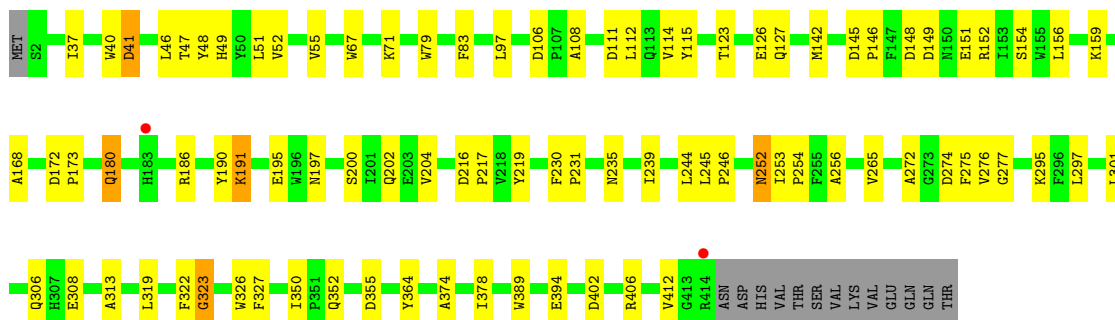 MET S2 I37 W40 D41 L46 T47 Y48 H49 Y50 L51 V52 V55 W67 K71 W79 F83 L97 D106 P107 A108 D111 L112 Q113 V114 Y115 T123 E126 Q127 M142 D145 P146 F147 D148 D149 N150 E151 R152 I153 S154 W155 L156 K159
A168 D172 P173 Q180 H183 R186 Y190 K191 E195 W196 N197 S200 I201 Q202 E203 V204 D216 P217 V218 Y219 F230 P231 N235 I239 L244 L245 P246 N252 I253 P254 F255 A256 V265 A272 G273 D274 F275 V276 G277 K295 F296 L297 L301
Q306 H307 E308 A313 L319 F322 G323 W326 F327 I350 P351 Q352 D355 Y364 A374 I378 W389 E394 D402 R406 V412 G413 R414 ASN ASP HIS VAL THR SER VAL LYS VAL GLU GLN GLN THR